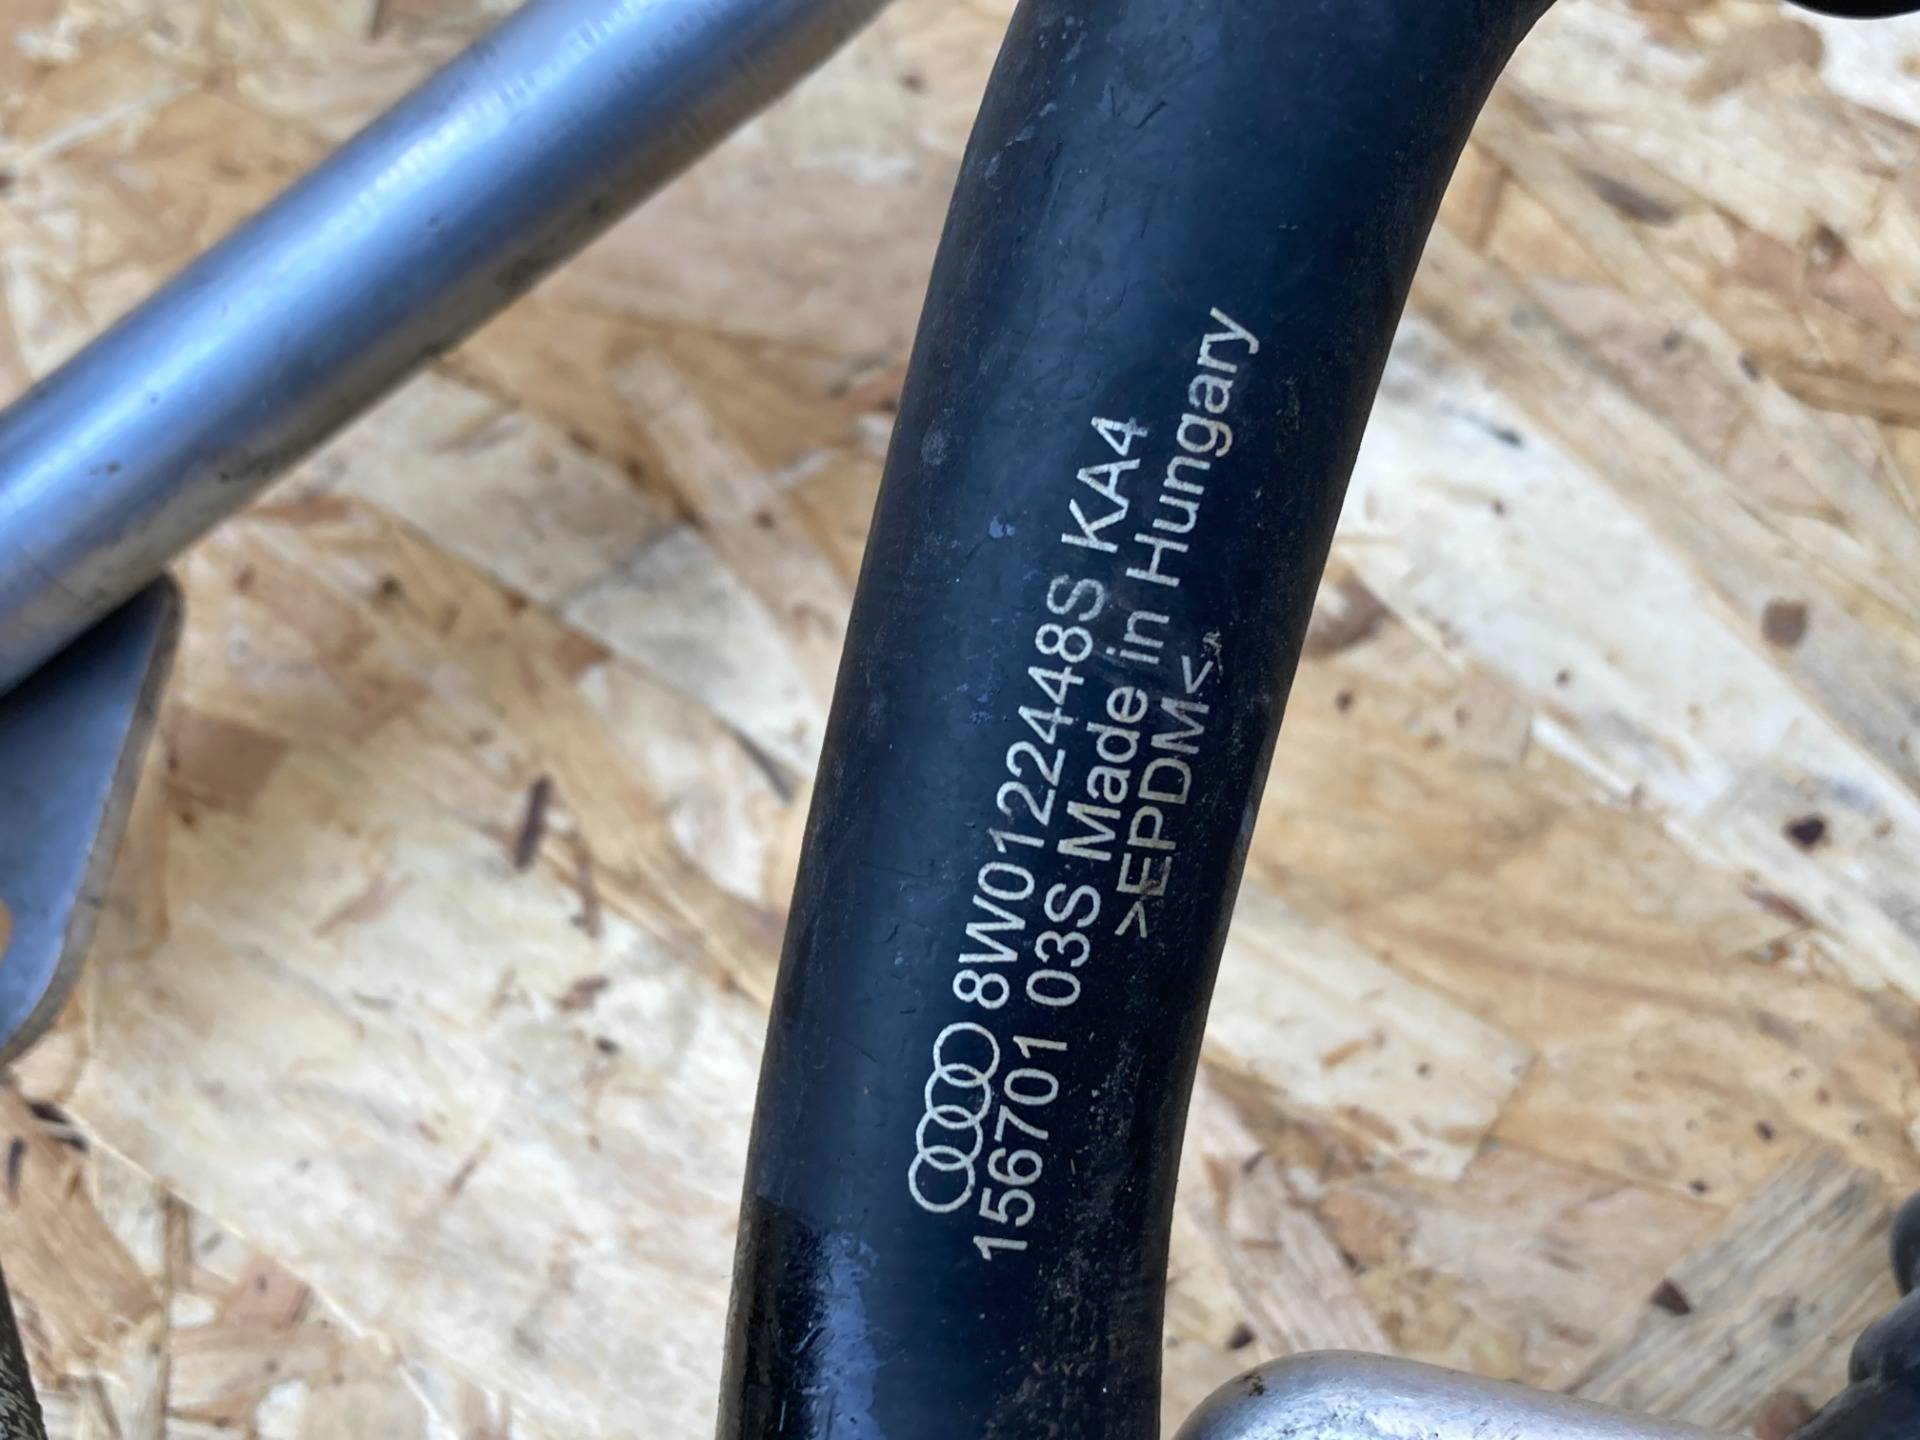 8W0122448S KA4
156701 03S Made in Hungary
>EPDM<